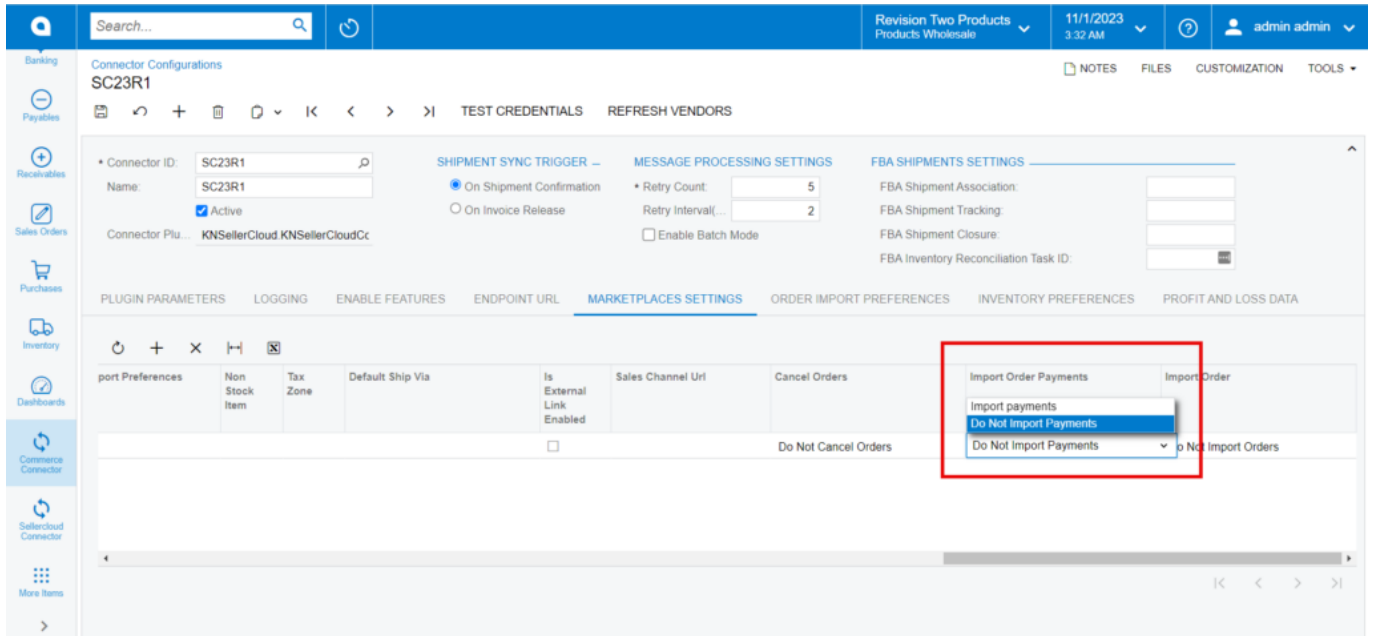 Search...
Revision Two Products
Products Wholesale
11/1/2023
3:32 AM
admin admin
Banking
Payables
Receivables
Sales Orders
Purchases
Inventory
Dashboards
Commerce
Connector
Sellercloud
Connector
More Items
Connector Configurations
SC23R1
NOTES FILES CUSTOMIZATION TOOLS
TEST CREDENTIALS REFRESH VENDORS
• Connector ID: SC23R1
Name: SC23R1
Active
Connector Plu... KNSellerCloud.KNSellerCloudCc
SHIPMENT SYNC TRIGGER
On Shipment Confirmation
On Invoice Release
MESSAGE PROCESSING SETTINGS
• Retry Count: 5
Retry Interval(... 2
Enable Batch Mode
FBA SHIPMENTS SETTINGS
FBA Shipment Association:
FBA Shipment Tracking:
FBA Shipment Closure:
FBA Inventory Reconciliation Task ID:
PLUGIN PARAMETERS LOGGING ENABLE FEATURES ENDPOINT URL MARKETPLACES SETTINGS ORDER IMPORT PREFERENCES INVENTORY PREFERENCES PROFIT AND LOSS DATA
port Preferences
Non
Stock
Item
Tax
Zone
Default Ship Via
Is
External
Link
Enabled
Sales Channel Url
Cancel Orders
Import Order Payments
Import Order
Import payments
Do Not Import Payments
Do Not Cancel Orders
Do Not Import Payments
o Not Import Orders